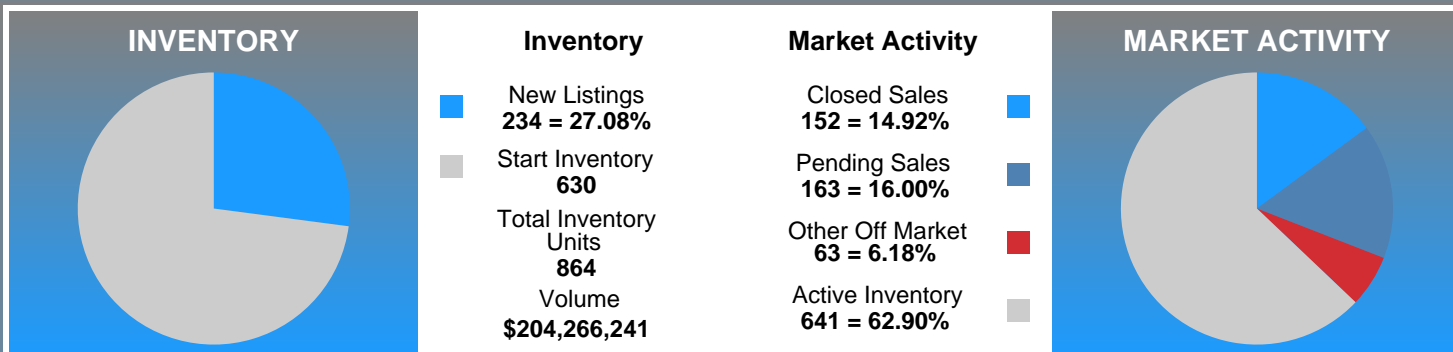 INVENTORY
Inventory
New Listings
234 = 27.08%
Start Inventory
630
Total Inventory
Units
864
Volume
$204,266,241
Market Activity
Closed Sales
152 = 14.92%
Pending Sales
163 = 16.00%
Other Off Market
63 = 6.18%
Active Inventory
641 = 62.90%
MARKET ACTIVITY